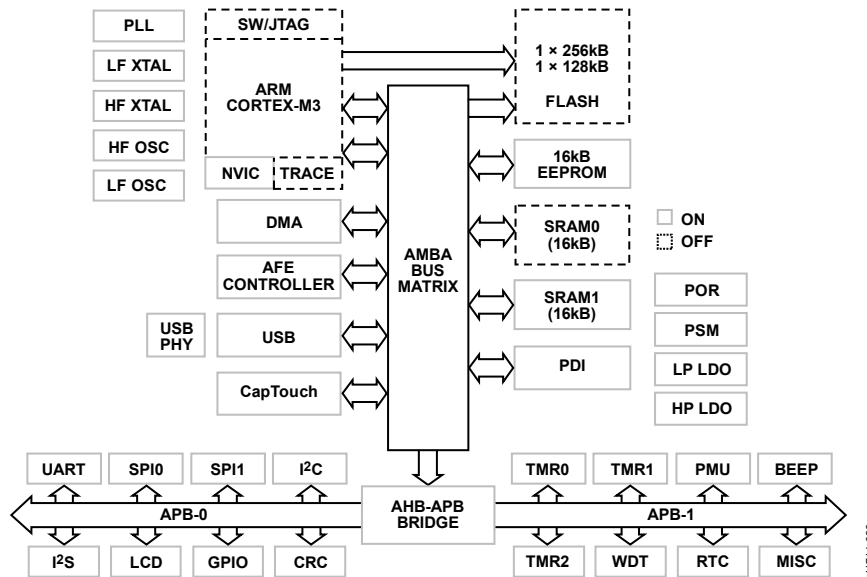 PLL
LF XTAL
HF XTAL
HF OSC
LF OSC
SW/JTAG
ARM
CORTEX-M3
NVIC
TRACE
DMA
AFE
CONTROLLER
USB
PHY
USB
CapTouch
AMBA
BUS
MATRIX
1 × 256kB
1 × 128kB
FLASH
16kB
EEPROM
SRAM0
(16kB)
SRAM1
(16kB)
PDI
ON
OFF
POR
PSM
LP LDO
HP LDO
UART
SPI0
SPI1
I²C
TMR0
TMR1
PMU
BEEP
APB-0
AHB-APB
BRIDGE
APB-1
I²S
LCD
GPIO
CRC
TMR2
WDT
RTC
MISC